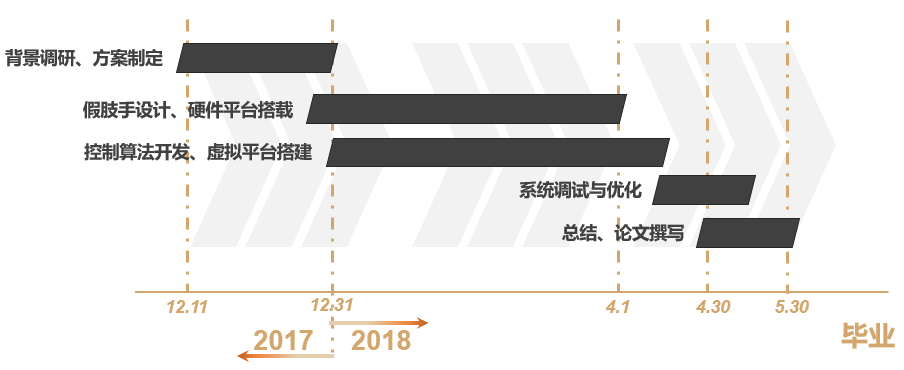 背景调研、方案制定
假肢手设计、硬件平台搭载
控制算法开发、虚拟平台搭建
系统调试与优化
总结、论文撰写
12.11
12.31
4.1
4.30
5.30
2017
2018
毕业